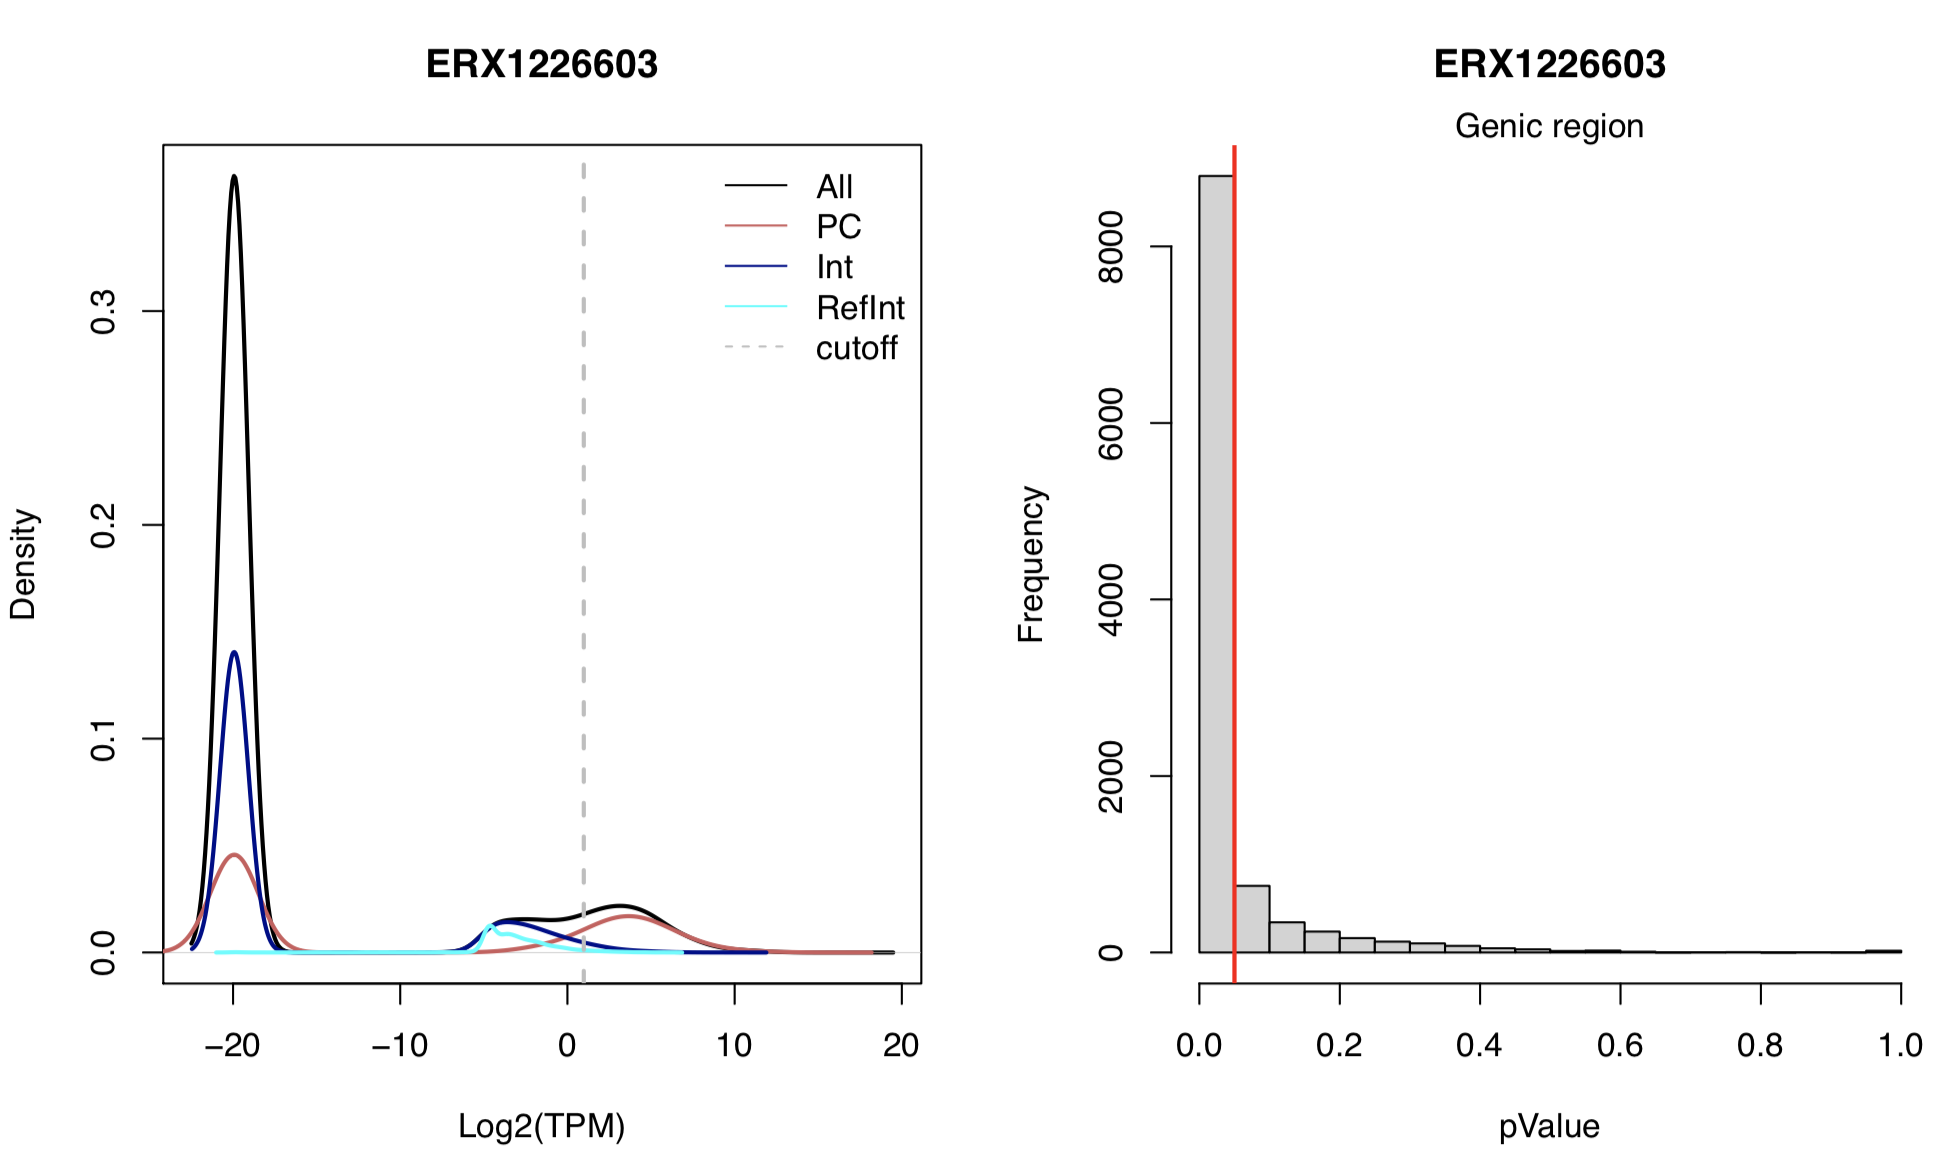 ERX1226603
Density
0.3
0.2
0.1
0.0
All
PC
Int
RefInt
cutoff
−20 −10 0 10 20
Log2(TPM)
ERX1226603
Genic region
Frequency
8000
6000
4000
2000
0
0.0 0.2 0.4 0.6 0.8 1.0
pValue